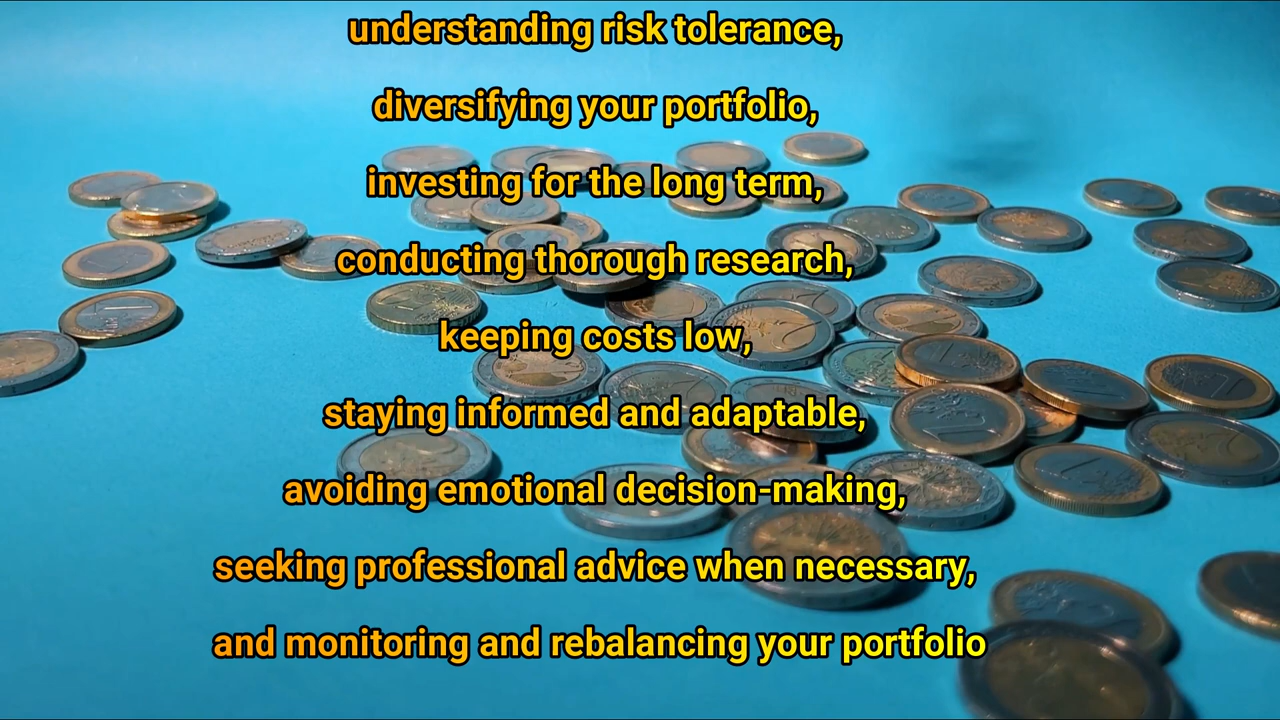 understanding risk tolerance,
diversifying your portfolio,
investing for the long term,
conducting thorough research,
keeping costs low,
staying informed and adaptable,
avoiding emotional decision-making,
seeking professional advice when necessary,
and monitoring and rebalancing your portfolio